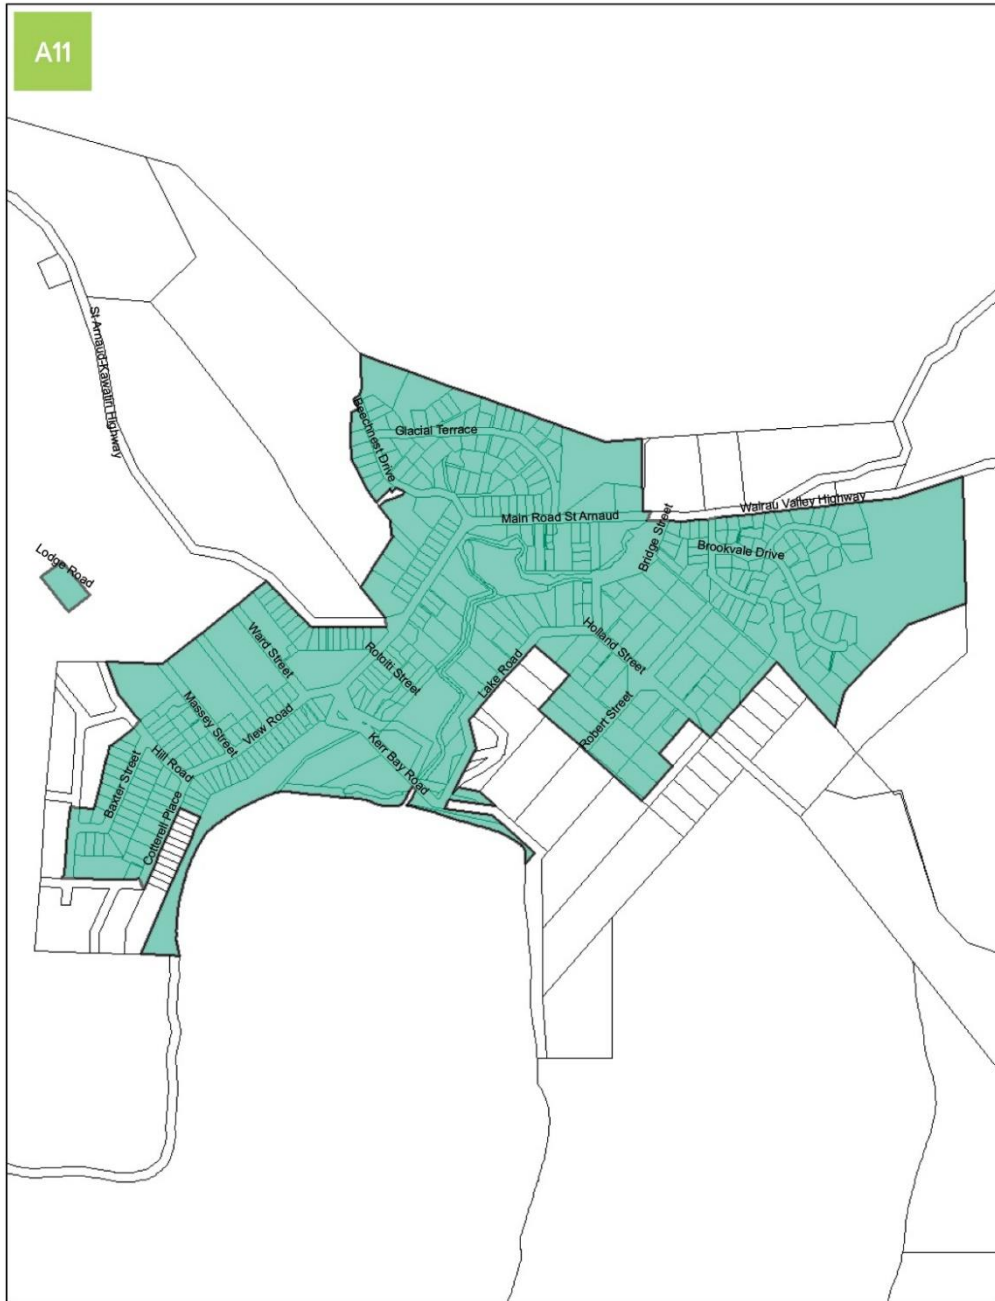 A11
St Arnaud-Kawatiri Highway
Beechnest Drive
Glacial Terrace
Main Road St Arnaud
Wairau Valley Highway
Bridge Street
Brookvale Drive
Lodge Road
Ward Street
Rotoiti Street
Lake Road
Holland Street
Robert Street
Massey Street
View Road
Hill Road
Kerr Bay Road
Baxter Street
Cotterell Place